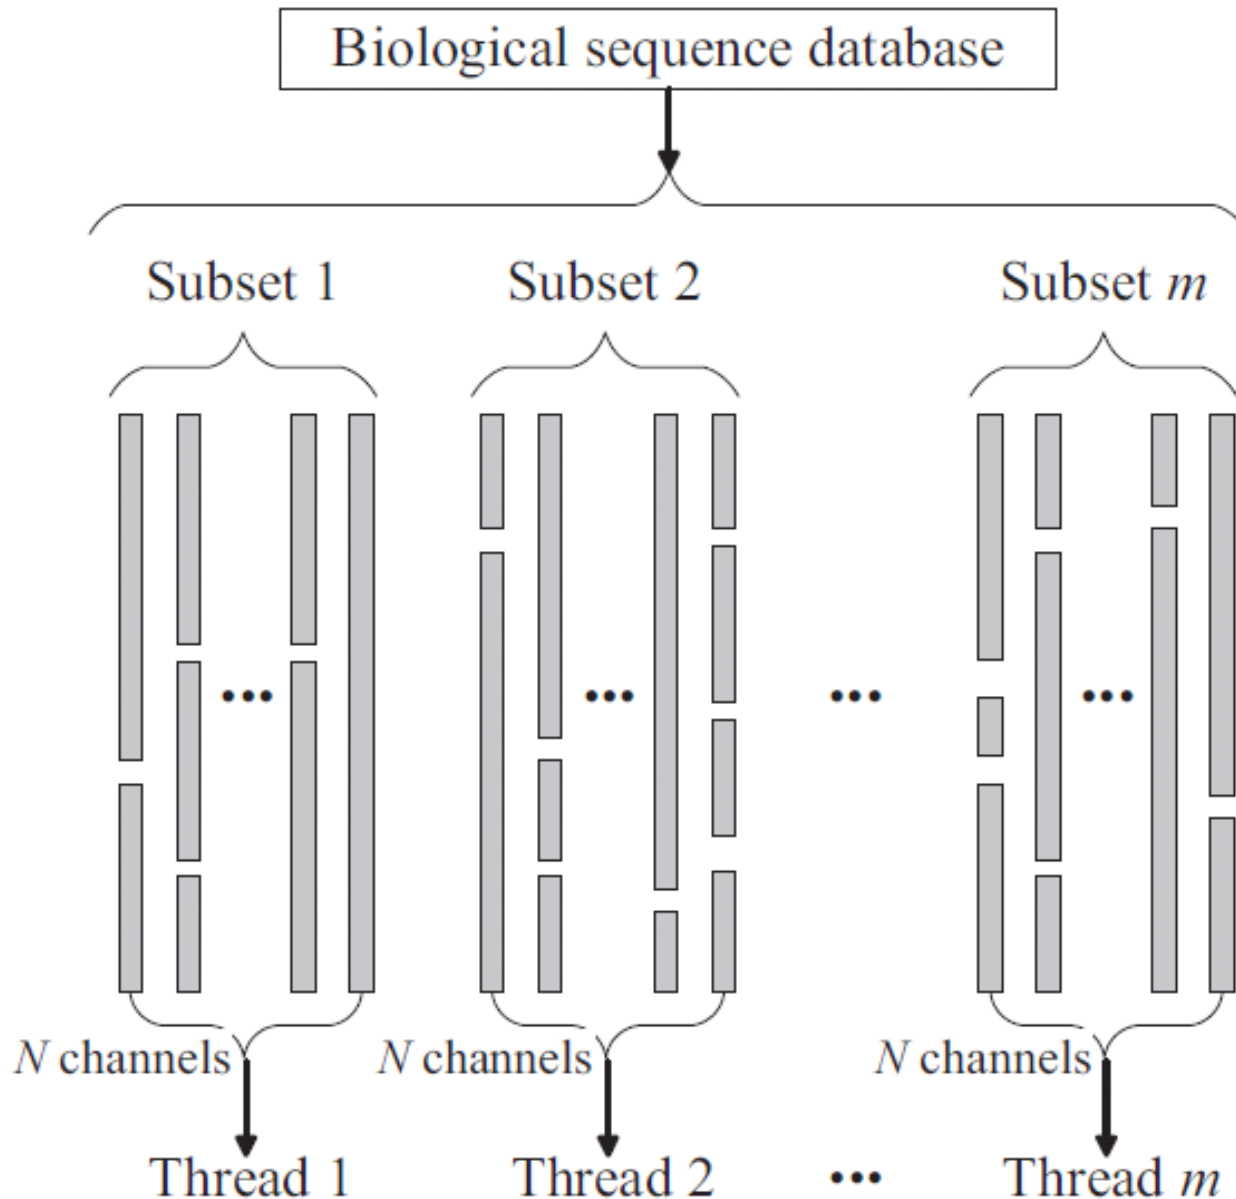 Biological sequence database
Subset 1 Subset 2 Subset m
••• ••• ••• •••
N channels N channels N channels
Thread 1 Thread 2 ••• Thread m